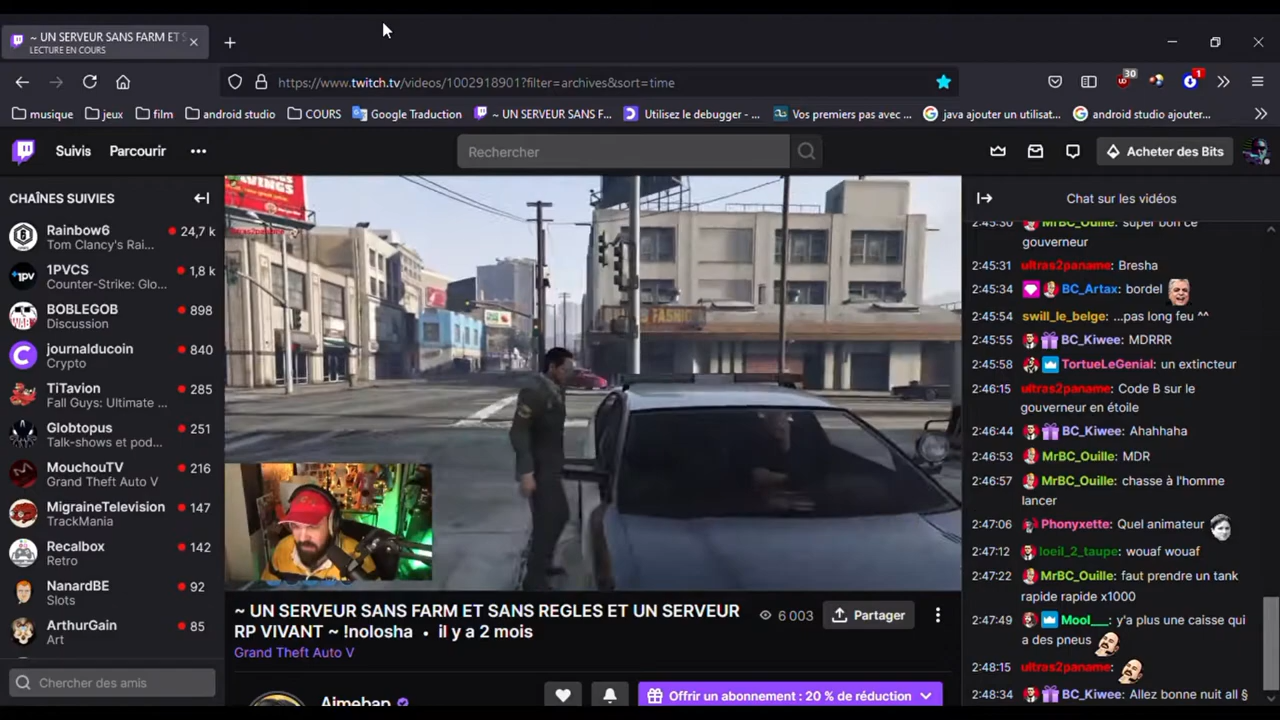 ~ UN SERVEUR SANS FARM ET S
LECTURE EN COURS
https://www.twitch.tv/videos/1002918901?filter=archives&sort=time
30
1
musique
jeux
film
android studio
COURS
Google Traduction
~ UN SERVEUR SANS F...
Utilisez le debugger - ...
Vos premiers pas avec ...
java ajouter un utilisat...
android studio ajouter...
Suivis
Parcourir
Rechercher
Acheter des Bits
CHAÎNES SUIVIES
Rainbow6
24,7 k
Tom Clancy's Rai...
1PVCS
1,8 k
Counter-Strike: Glo...
BOBLEGOB
898
Discussion
journalducoin
840
Crypto
TiTavion
285
Fall Guys: Ultimate ...
Globtopus
251
Talk-shows et pod...
MouchouTV
216
Grand Theft Auto V
MigraineTelevision
147
TrackMania
Recalbox
142
Retro
NanardBE
92
Slots
ArthurGain
85
Art
Chercher des amis
~ UN SERVEUR SANS FARM ET SANS REGLES ET UN SERVEUR
RP VIVANT ~ !nolosha • il y a 2 mois
6 003
Partager
Grand Theft Auto V
Aimeban
Offrir un abonnement : 20 % de réduction
Chat sur les vidéos
2:45:30 MrBC_Ouille: super bon ce
gouverneur
2:45:31 ultras2paname: Bresha
2:45:34 BC_Artax: bordel
2:45:54 swill_le_belge: ...pas long feu ^^
2:45:55 BC_Kiwee: MDRRR
2:45:58 TortueLeGenial: un extincteur
2:46:15 ultras2paname: Code B sur le
gouverneur en étoile
2:46:44 BC_Kiwee: Ahahhaha
2:46:53 MrBC_Ouille: MDR
2:46:57 MrBC_Ouille: chasse à l'homme
lancer
2:47:06 Phonyxette: Quel animateur
2:47:12 loeil_2_taupe: wouaf wouaf
2:47:22 MrBC_Ouille: faut prendre un tank
rapide rapide x1000
2:47:49 Mool___: y'a plus une caisse qui
a des pneus
2:48:15 ultras2paname:
2:48:34 BC_Kiwee: Allez bonne nuit all §